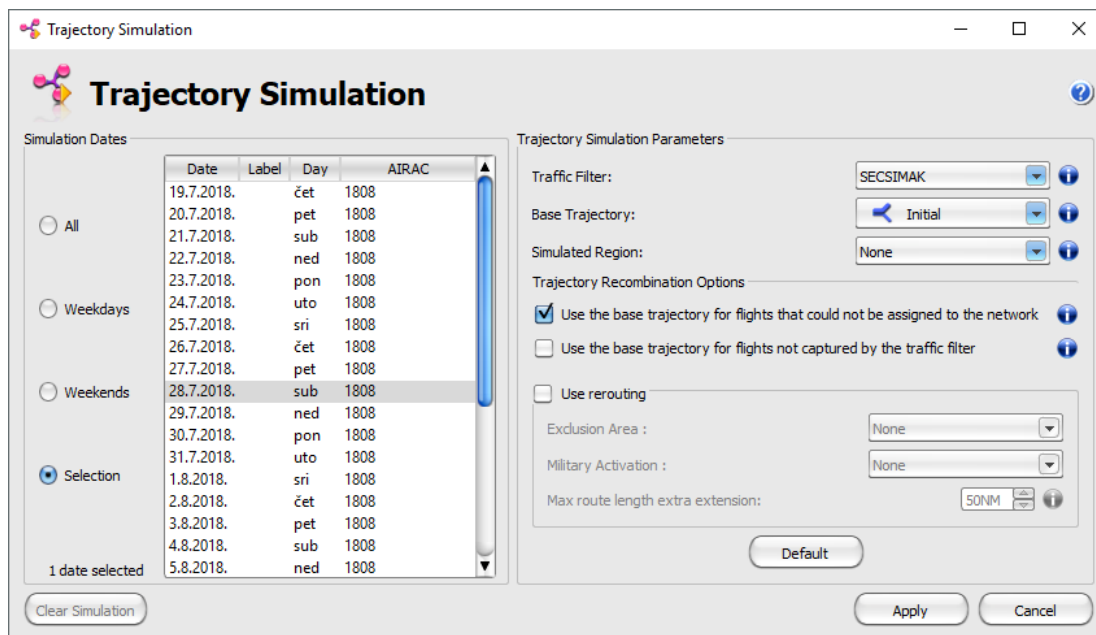 Trajectory Simulation
Trajectory Simulation
Simulation Dates
All
Weekdays
Weekends
Selection
1 date selected
Date Label Day AIRAC
19.7.2018. čet 1808
20.7.2018. pet 1808
21.7.2018. sub 1808
22.7.2018. ned 1808
23.7.2018. pon 1808
24.7.2018. uto 1808
25.7.2018. sri 1808
26.7.2018. čet 1808
27.7.2018. pet 1808
28.7.2018. sub 1808
29.7.2018. ned 1808
30.7.2018. pon 1808
31.7.2018. uto 1808
1.8.2018. sri 1808
2.8.2018. čet 1808
3.8.2018. pet 1808
4.8.2018. sub 1808
5.8.2018. ned 1808
Trajectory Simulation Parameters
Traffic Filter: SECSIMAK
Base Trajectory: Initial
Simulated Region: None
Trajectory Recombination Options
Use the base trajectory for flights that could not be assigned to the network
Use the base trajectory for flights not captured by the traffic filter
Use rerouting
Exclusion Area : None
Military Activation : None
Max route length extra extension: 50NM
Default
Clear Simulation Apply Cancel